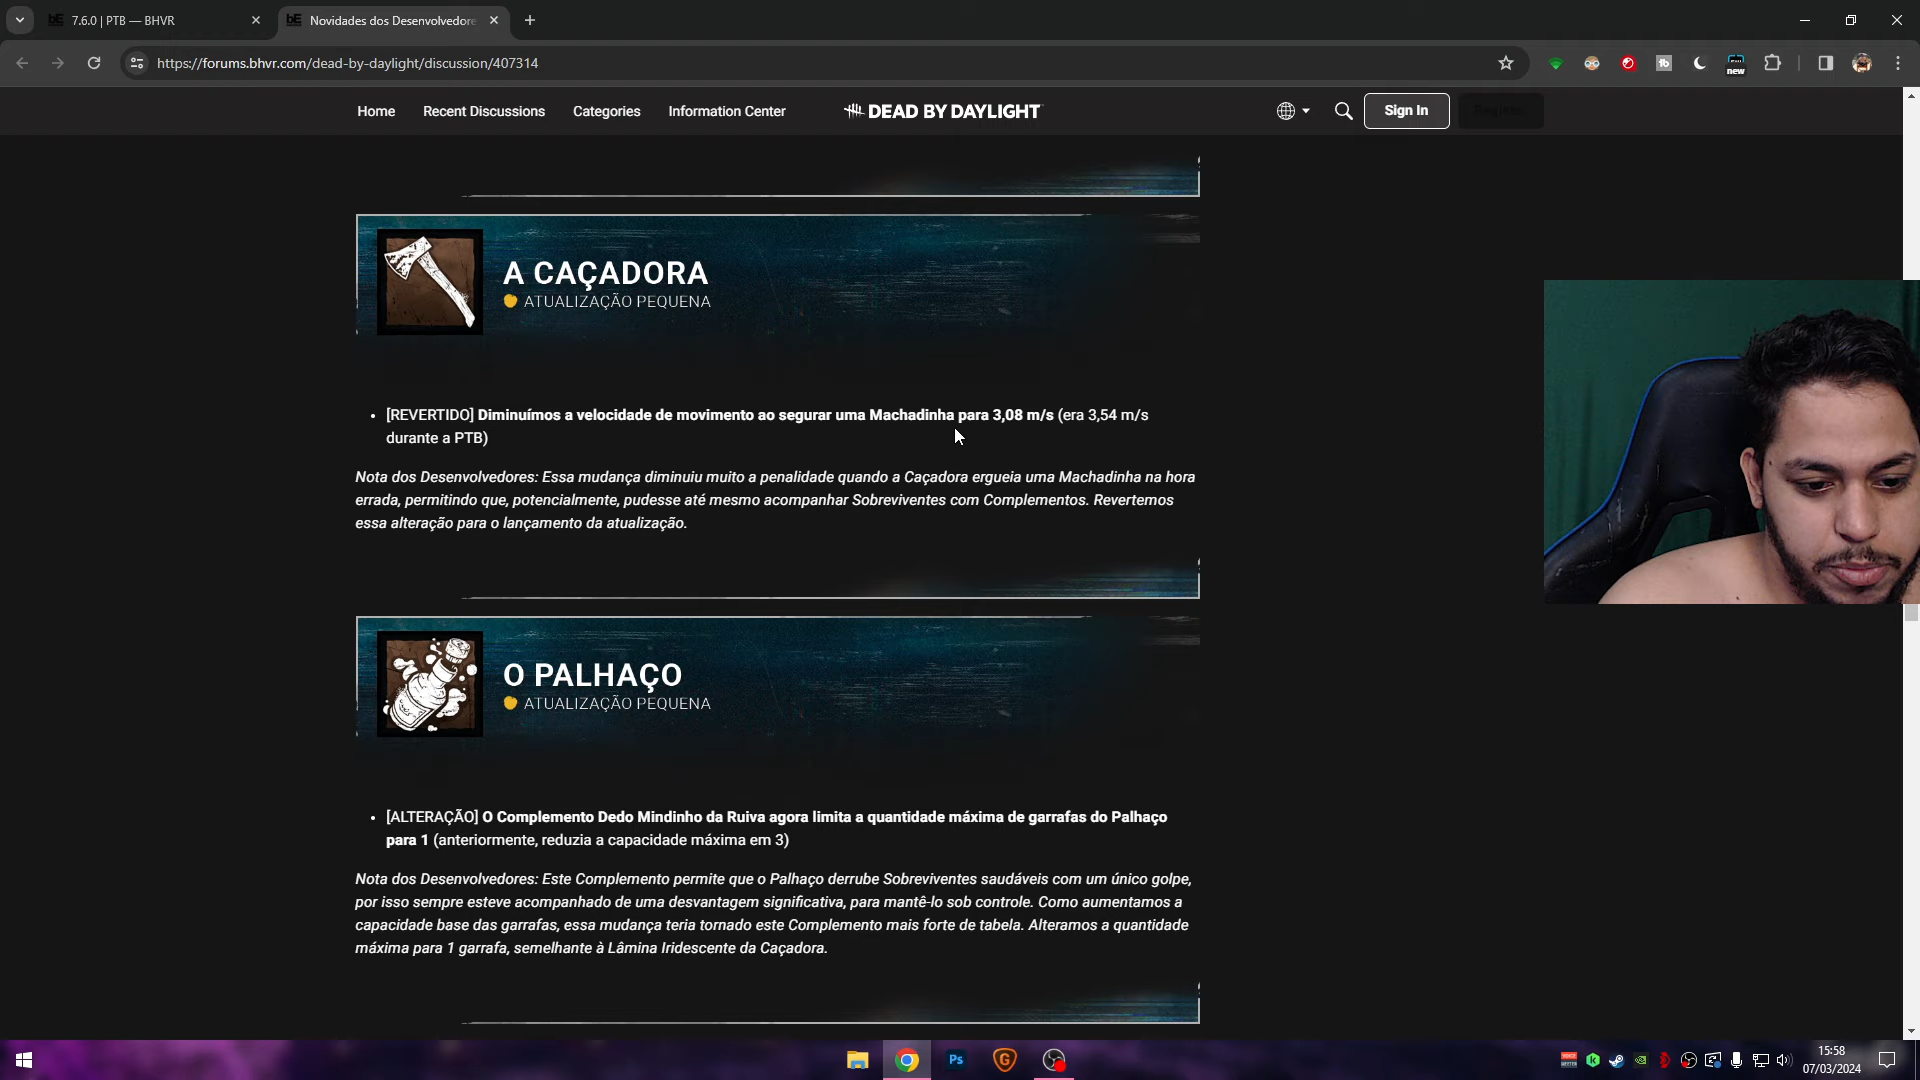 7.6.0 | PTB — BHVR
Novidades dos Desenvolvedore
https://forums.bhvr.com/dead-by-daylight/discussion/407314
new
Home
Recent Discussions
Categories
Information Center
DEAD BY DAYLIGHT
Sign In
Register
A CAÇADORA
ATUALIZAÇÃO PEQUENA
• [REVERTIDO] Diminuímos a velocidade de movimento ao segurar uma Machadinha para 3,08 m/s (era 3,54 m/s
durante a PTB)
Nota dos Desenvolvedores: Essa mudança diminuiu muito a penalidade quando a Caçadora ergueia uma Machadinha na hora
errada, permitindo que, potencialmente, pudesse até mesmo acompanhar Sobreviventes com Complementos. Revertemos
essa alteração para o lançamento da atualização.
O PALHAÇO
ATUALIZAÇÃO PEQUENA
• [ALTERAÇÃO] O Complemento Dedo Mindinho da Ruiva agora limita a quantidade máxima de garrafas do Palhaço
para 1 (anteriormente, reduzia a capacidade máxima em 3)
Nota dos Desenvolvedores: Este Complemento permite que o Palhaço derrube Sobreviventes saudáveis com um único golpe,
por isso sempre esteve acompanhado de uma desvantagem significativa, para mantê-lo sob controle. Como aumentamos a
capacidade base das garrafas, essa mudança teria tornado este Complemento mais forte de tabela. Alteramos a quantidade
máxima para 1 garrafa, semelhante à Lâmina Iridescente da Caçadora.
Ps
15:58
07/03/2024